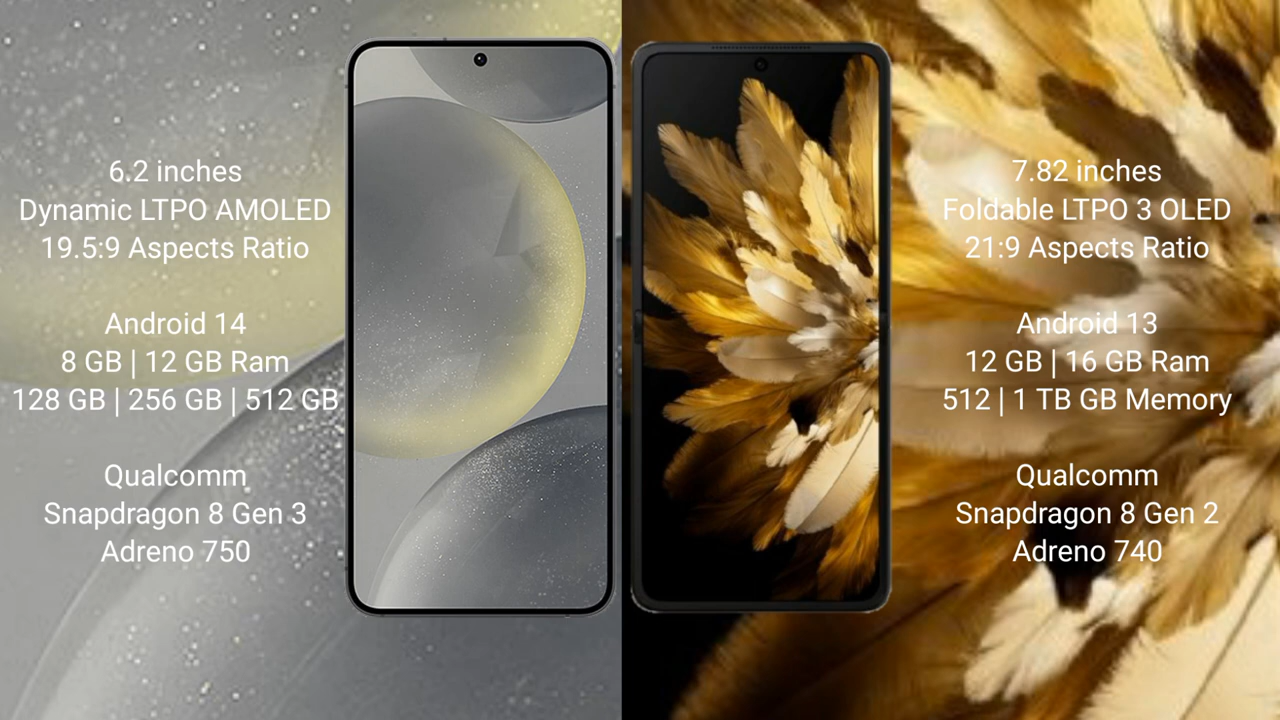 6.2 inches
Dynamic LTPO AMOLED
19.5:9 Aspects Ratio
Android 14
8 GB | 12 GB Ram
128 GB | 256 GB | 512 GB
Qualcomm
Snapdragon 8 Gen 3
Adreno 750
7.82 inches
Foldable LTPO 3 OLED
21:9 Aspects Ratio
Android 13
12 GB | 16 GB Ram
512 | 1 TB GB Memory
Qualcomm
Snapdragon 8 Gen 2
Adreno 740